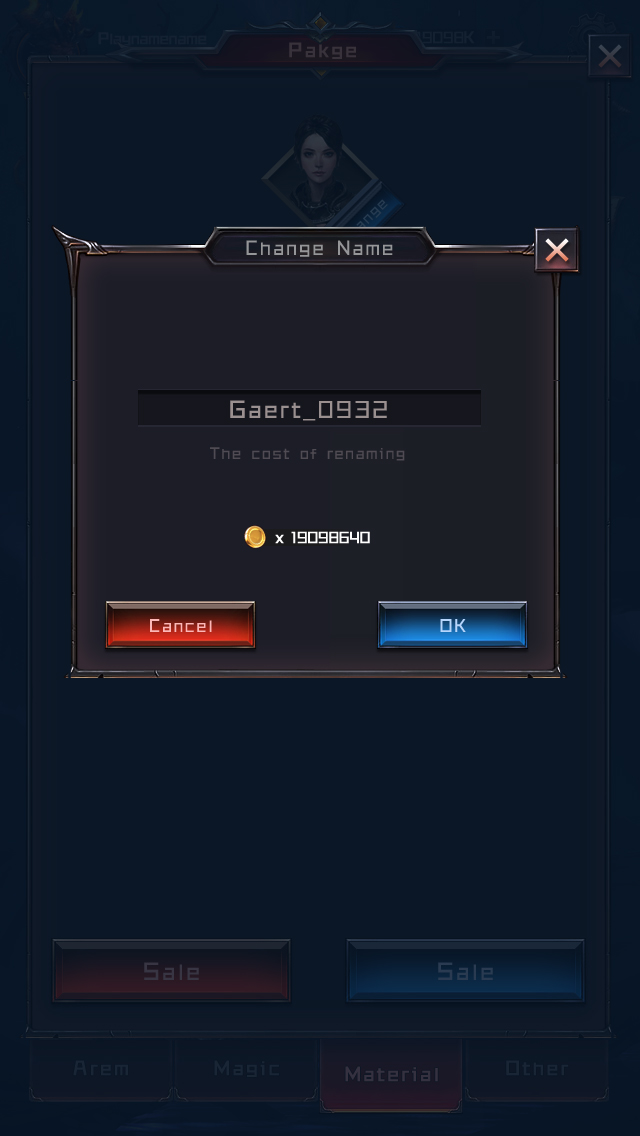 Playnamename
9098K +
Pakge
ange
Change Name
Gaert_0932
The cost of renaming
x 19098640
Cancel
OK
Sale
Sale
Arem
Magic
Material
Other